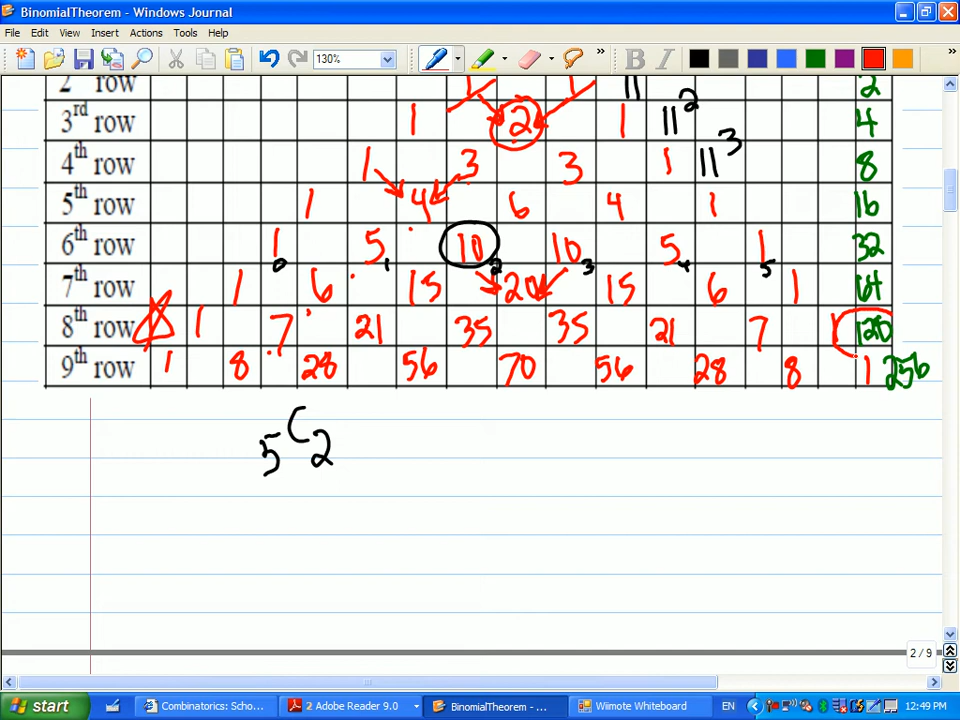 BinomialTheorem - Windows Journal
File Edit View Insert Actions Tools Help
130% B I
2 row 1 1 11 2
3rd row 1 2 1 11² 4
4th row 1 3 3 1 11³ 8
5th row 1 4 6 4 1 16
6th row 1 5 10 10 5 1 32
0 1 2 3 4 5
7th row 1 6 15 20 15 6 1 64
8th row 1 7 21 35 35 21 7 1 128
9th row 1 8 28 56 70 56 28 8 1 256
5C2
2 / 9
start Combinatorics: Scho... 2 Adobe Reader 9.0 BinomialTheorem - ... Wiimote Whiteboard EN 12:49 PM